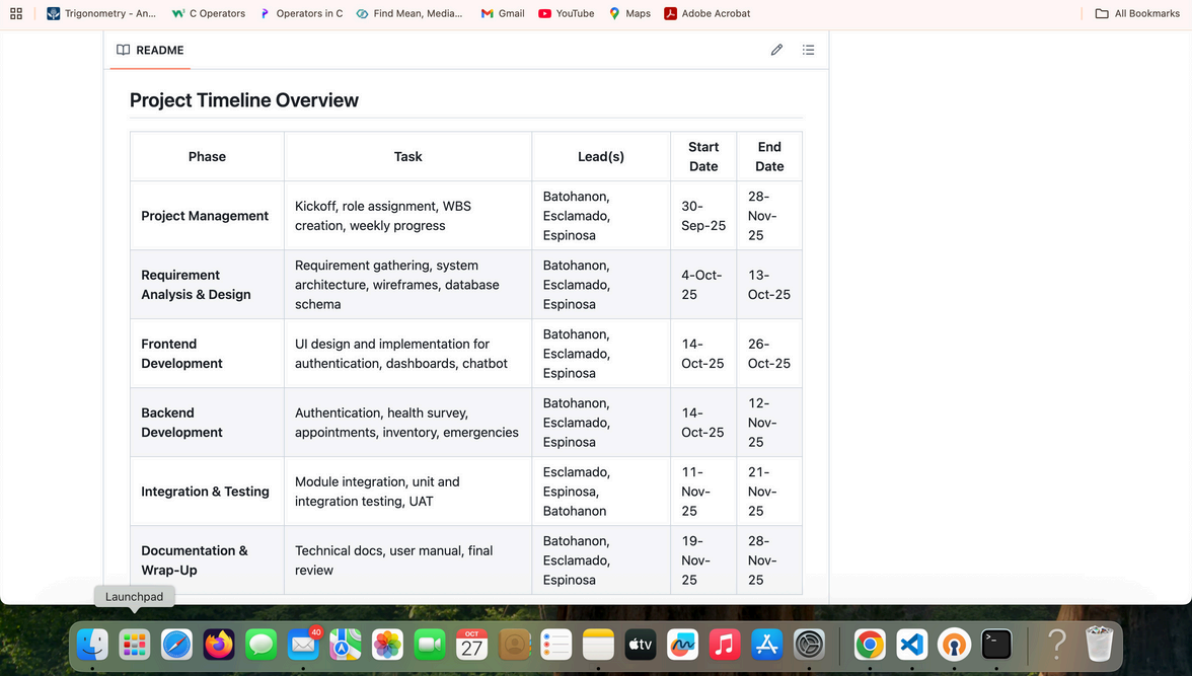 Trigonometry - An...
C Operators
Operators in C
Find Mean, Media...
Gmail
YouTube
Maps
Adobe Acrobat
All Bookmarks
README
Project Timeline Overview
Phase
Task
Lead(s)
Start
Date
End
Date
Project Management
Kickoff, role assignment, WBS
creation, weekly progress
Batohanon,
Esclamado,
Espinosa
30-
Sep-25
28-
Nov-
25
Requirement
Analysis & Design
Requirement gathering, system
architecture, wireframes, database
schema
Batohanon,
Esclamado,
Espinosa
4-Oct-
25
13-
Oct-25
Frontend
Development
UI design and implementation for
authentication, dashboards, chatbot
Batohanon,
Esclamado,
Espinosa
14-
Oct-25
26-
Oct-25
Backend
Development
Authentication, health survey,
appointments, inventory, emergencies
Batohanon,
Esclamado,
Espinosa
14-
Oct-25
12-
Nov-
25
Integration & Testing
Module integration, unit and
integration testing, UAT
Esclamado,
Espinosa,
Batohanon
11-
Nov-
25
21-
Nov-
25
Documentation &
Wrap-Up
Technical docs, user manual, final
review
Batohanon,
Esclamado,
Espinosa
19-
Nov-
25
28-
Nov-
25
Launchpad
40
OCT
27
tv